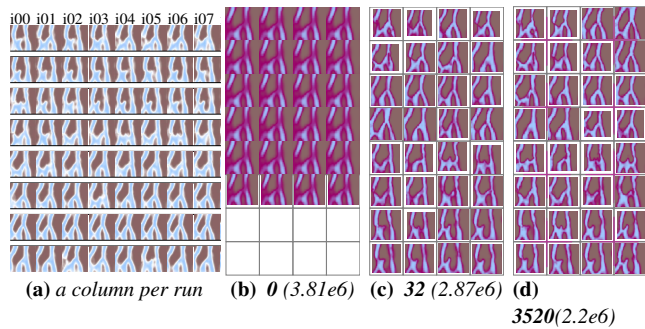 i00 i01 i02 i03 i04 i05 i06 i07
(a) a column per run
(b) 0 (3.81e6)
(c) 32 (2.87e6)
(d)
3520(2.2e6)